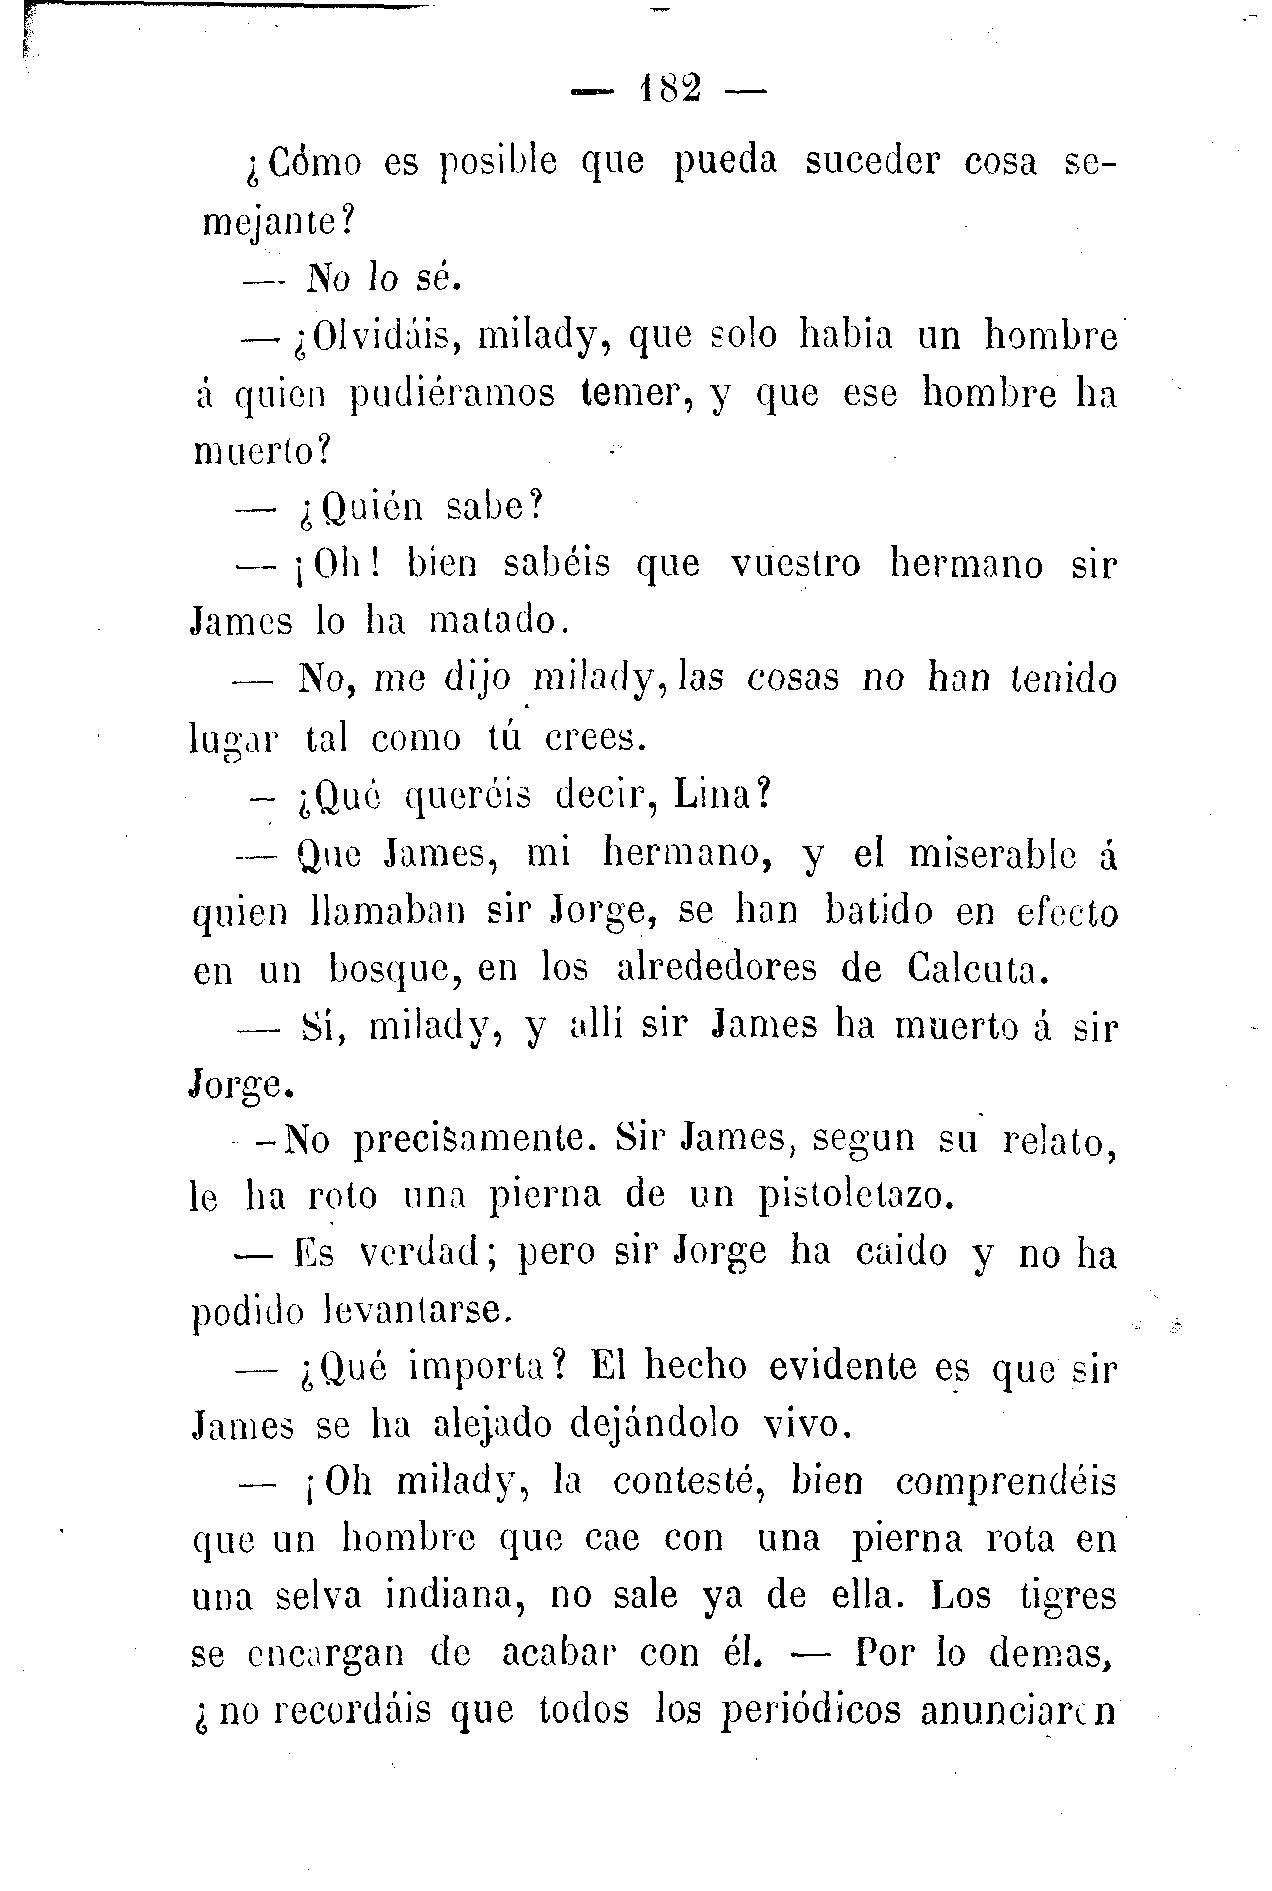 — 182 —
¿Cómo es posible que pueda suceder cosa se-
mejante?
— No lo sé.
— ¿Olvidáis, milady, que solo habia un hombre
á quien pudiéramos temer, y que ese hombre ha
muerto?
— ¿Quién sabe?
— ¡Oh! bien sabéis que vuestro hermano sir
James lo ha matado.
— No, me dijo milady, las cosas no han tenido
lugar tal como tú crees.
— ¿Qué queréis decir, Lina?
— Que James, mi hermano, y el miserable á
quien llamaban sir Jorge, se han batido en efecto
en un bosque, en los alrededores de Calcuta.
— Sí, milady, y allí sir James ha muerto á sir
Jorge.
—No precisamente. Sir James, segun su relato,
le ha roto una pierna de un pistoletazo.
— Es verdad; pero sir Jorge ha caido y no ha
podido levantarse.
— ¿Qué importa? El hecho evidente es que sir
James se ha alejado dejándolo vivo.
— ¡Oh milady, la contesté, bien comprendéis
que un hombre que cae con una pierna rota en
una selva indiana, no sale ya de ella. Los tigres
se encargan de acabar con él. — Por lo demas,
¿no recordáis que todos los periódicos anunciaron